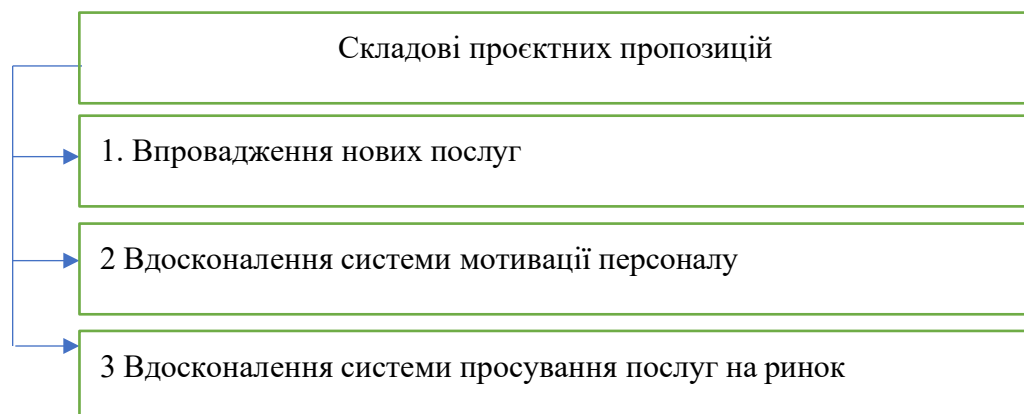 Складові проєктних пропозицій
1. Впровадження нових послуг
2 Вдосконалення системи мотивації персоналу
3 Вдосконалення системи просування послуг на ринок